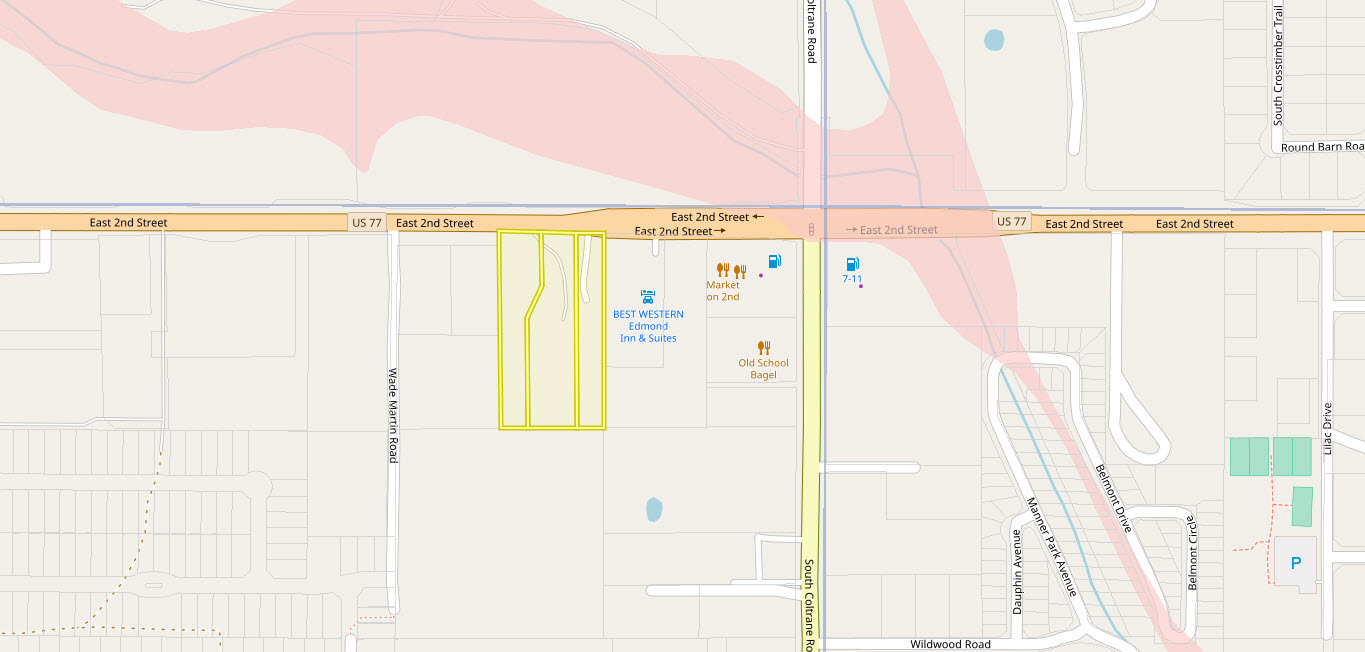 oltrane Road
South Crosstimber Trail
Round Barn Roa
East 2nd Street
US 77
East 2nd Street
East 2nd Street ←
East 2nd Street →
→ East 2nd Street
US 77
East 2nd Street
East 2nd Street
Market
on 2nd
7-11
BEST WESTERN
Edmond
Inn & Suites
Old School
Bagel
Wade Martin Road
Lilac Drive
Belmont Drive
Manner Park Avenue
Dauphin Avenue
Belmont Circle
P
South Coltrane Ro
Wildwood Road